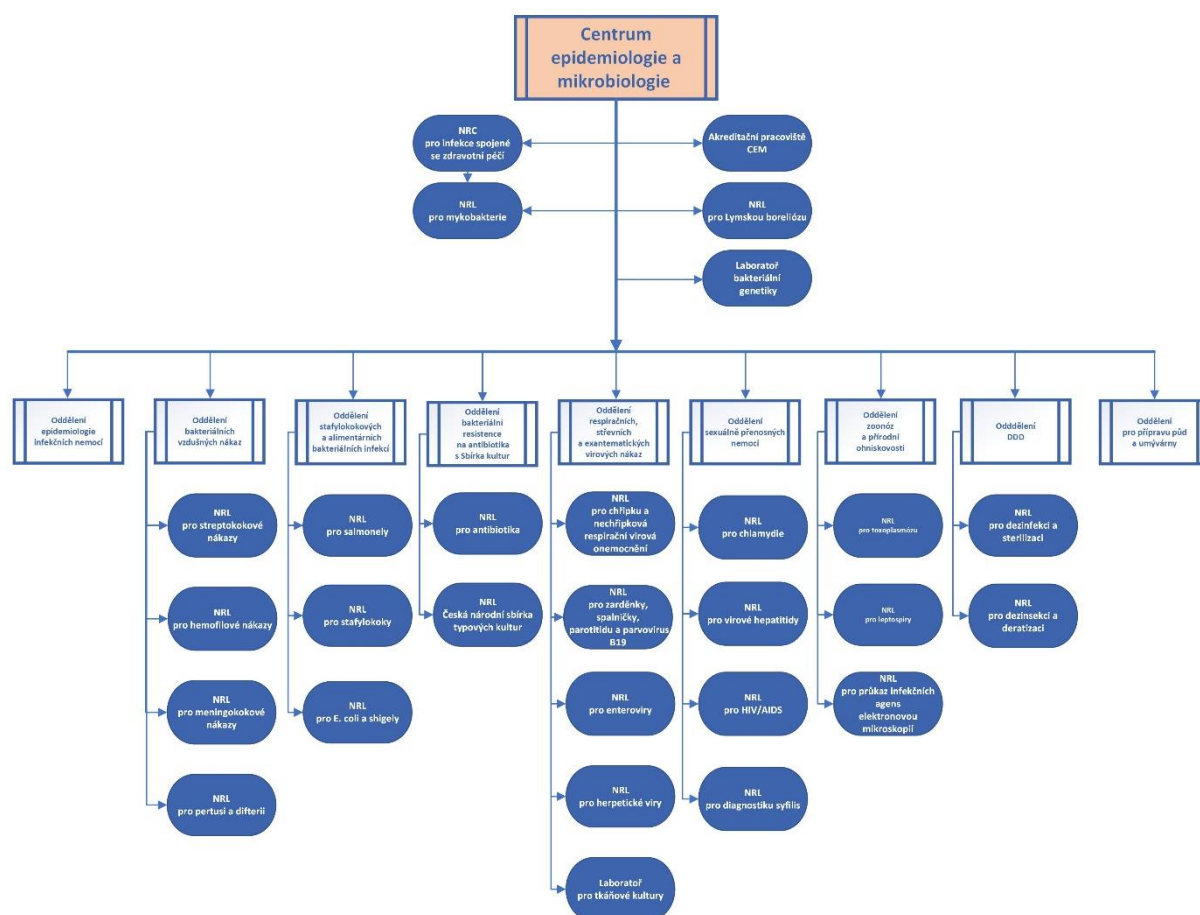 Centrum
epidemiologie a
mikrobiologie
NRC
pro infekce spojené
se zdravotní péčí
Akreditační pracoviště
CEM
NRL
pro mykobakterie
NRL
pro Lymskou boreliózu
Laboratoř
bakteriální
genetiky
Oddělení
epidemiologie
infekčních nemocí
Oddělení
bakteriálních
vzdušných nákaz
Oddělení
stafylokokových
a alimentárních
bakteriálních infekcí
Oddělení
bakteriální
resistence
na antibiotika
s Sbírka kultur
Oddělení
respiračních,
střevních
a exantematických
virových nákaz
Oddělení
sexuálně přenosných
nemocí
Oddělení
zoonóz
a přírodní
ohniskovosti
Odddělení
DDD
Oddělení
pro přípravu půd
a umývárny
NRL
pro streptokokové
nákazy
NRL
pro hemofilové nákazy
NRL
pro meningokokové
nákazy
NRL
pro pertusi a difterii
NRL
pro salmonely
NRL
pro stafylokoky
NRL
pro E. coli a shigely
NRL
pro antibiotika
NRL
Česká národní sbírka
typových kultur
NRL
pro chřipku a
nechřipková
respirační virová
onemocnění
NRL
pro zarděnky,
spalničky,
parotitidu a parvovirus
B19
NRL
pro enteroviry
NRL
pro herpetické viry
Laboratoř
pro tkáňové kultury
NRL
pro chlamydie
NRL
pro virové hepatitidy
NRL
pro HIV/AIDS
NRL
pro diagnostiku syfilis
NRL
pro toxoplasmózu
NRL
pro leptospiry
NRL
pro průkaz infekčních
agens
elektronovou
mikroskopií
NRL
pro dezinfekci a
sterilizaci
NRL
pro dezinsekci a
deratizaci